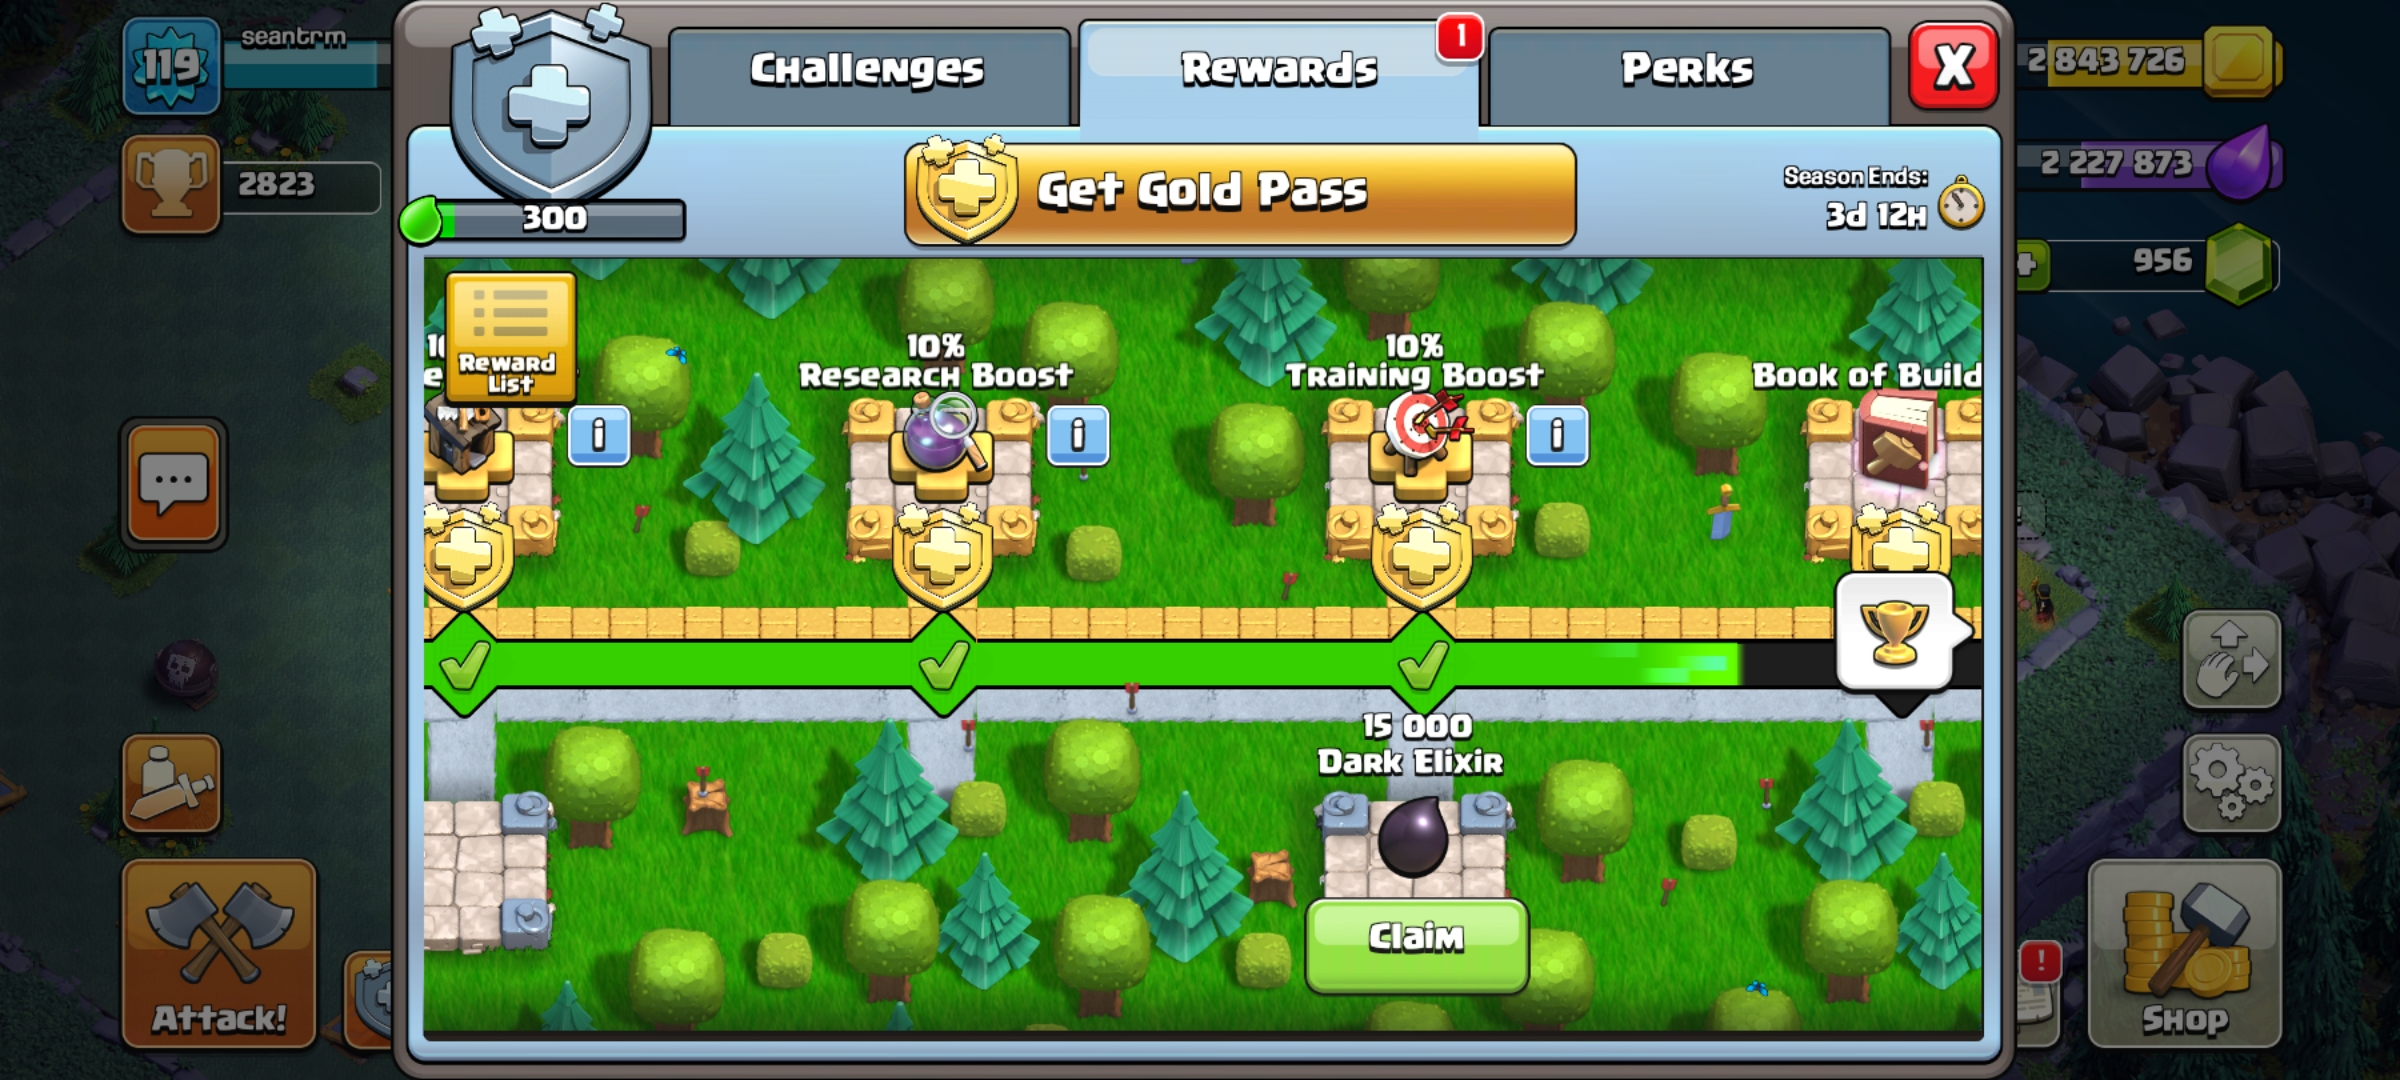 119
seantrm
2823
300
Challenges
Rewards
1
Perks
X
Get Gold Pass
Season Ends:
3d 12H
2 843 726
2 227 873
956
Reward
List
10%
Research Boost
10%
Training Boost
Book of Build
i
i
i
15 000
Dark Elixir
Claim
Attack!
!
Shop